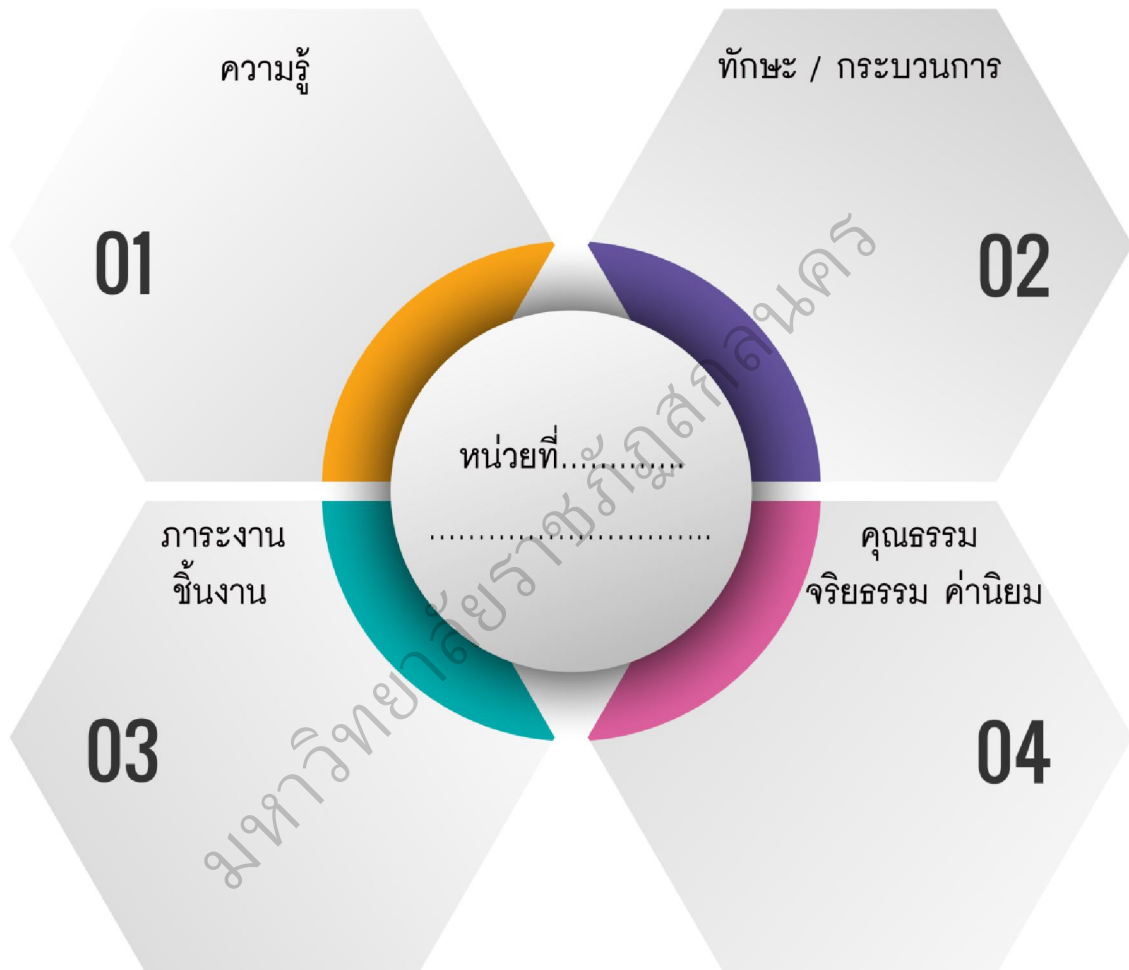 ความรู้
01
ทักษะ / กระบวนการ
02
หน่วยที่..............
................................
ภาระงาน
ชิ้นงาน
03
คุณธรรม
จริยธรรม ค่านิยม
04
มหาวิทยาลัยราชภัฏสกลนคร